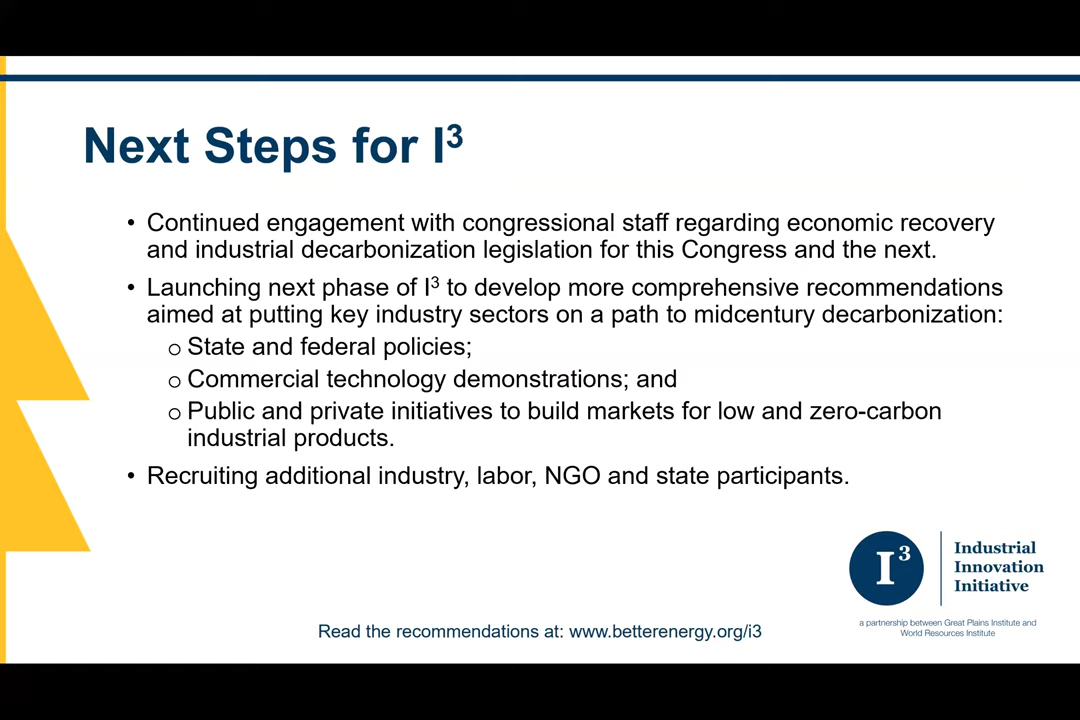 Next Steps for I³
• Continued engagement with congressional staff regarding economic recovery
and industrial decarbonization legislation for this Congress and the next.
• Launching next phase of I³ to develop more comprehensive recommendations
aimed at putting key industry sectors on a path to midcentury decarbonization:
o State and federal policies;
o Commercial technology demonstrations; and
o Public and private initiatives to build markets for low and zero-carbon
industrial products.
• Recruiting additional industry, labor, NGO and state participants.
I³
Industrial
Innovation
Initiative
a partnership between Great Plains Institute and
World Resources Institute
Read the recommendations at: www.betterenergy.org/i3